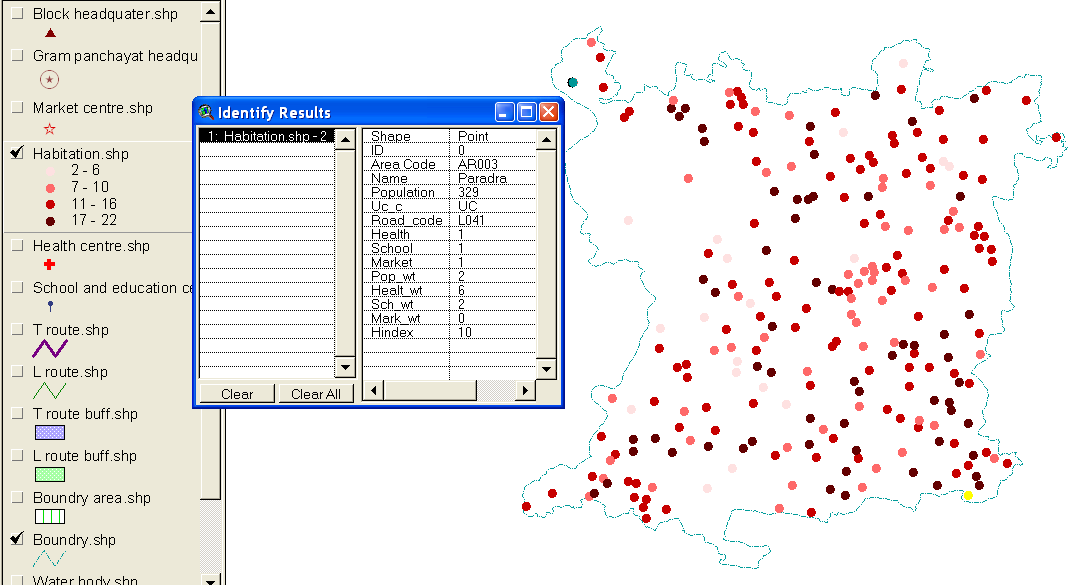 Block headquater.shp
Gram panchayat headqu
Market centre.shp
Habitation.shp
2 - 6
7 - 10
11 - 16
17 - 22
Health centre.shp
School and education ce
T route.shp
L route.shp
T route buff.shp
L route buff.shp
Boundry area.shp
Boundry.shp
Water body.shp
Identify Results
1: Habitation.shp - 2
Shape Point
ID 0
Area Code AR003
Name Paradra
Population 329
Uc_c UC
Road_code L041
Health 1
School 1
Market 1
Pop_wt 2
Healt_wt 6
Sch_wt 2
Mark_wt 0
Hindex 10
Clear Clear All